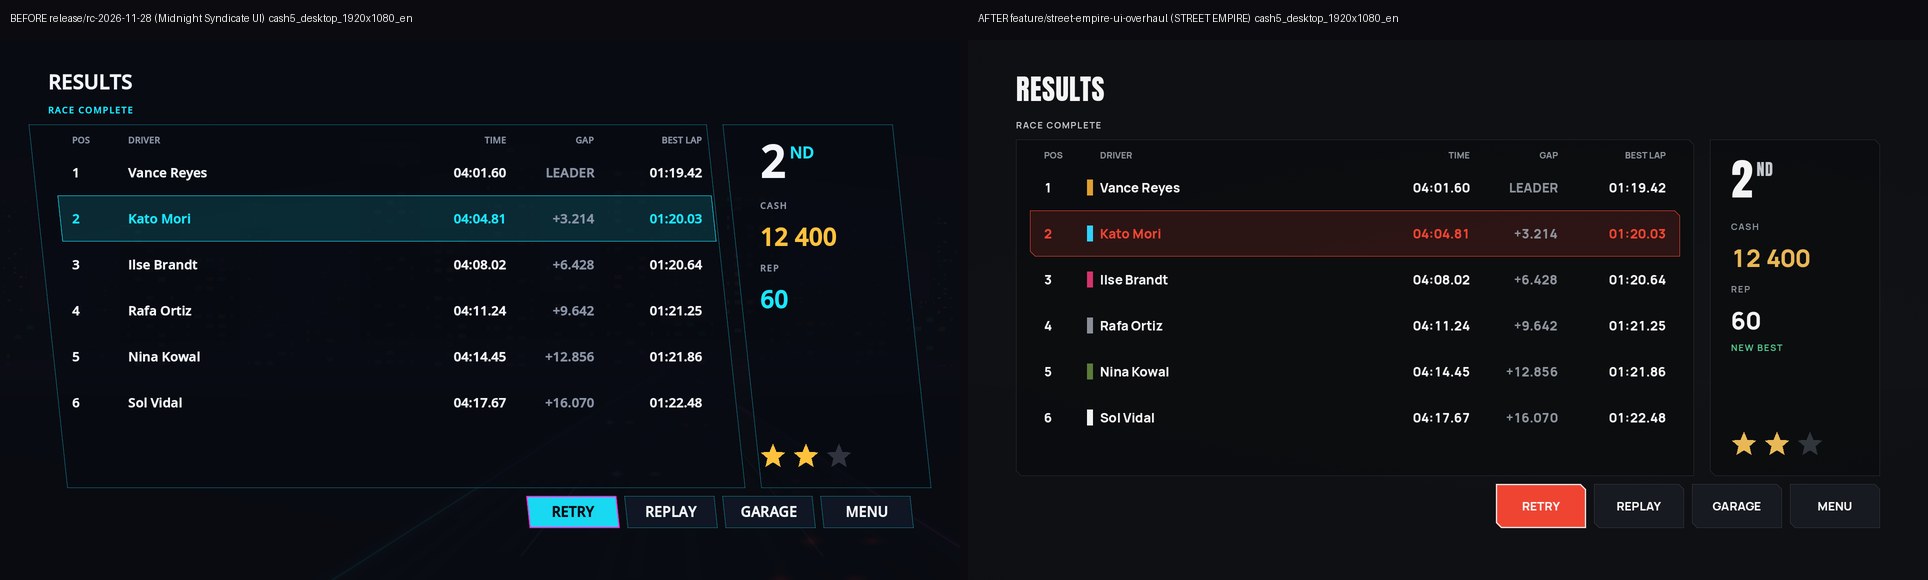 BEFORE release/rc-2026-11-28 (Midnight Syndicate UI) cash5_desktop_1920x1080_en
RESULTS
RACE COMPLETE
POS DRIVER TIME GAP BEST LAP
1 Vance Reyes 04:01.60 LEADER 01:19.42
2 Kato Mori 04:04.81 +3.214 01:20.03
3 Ilse Brandt 04:08.02 +6.428 01:20.64
4 Rafa Ortiz 04:11.24 +9.642 01:21.25
5 Nina Kowal 04:14.45 +12.856 01:21.86
6 Sol Vidal 04:17.67 +16.070 01:22.48
2 ND
CASH
12 400
REP
60
RETRY REPLAY GARAGE MENU
AFTER feature/street-empire-ui-overhaul (STREET EMPIRE) cash5_desktop_1920x1080_en
RESULTS
RACE COMPLETE
POS DRIVER TIME GAP BEST LAP
1 Vance Reyes 04:01.60 LEADER 01:19.42
2 Kato Mori 04:04.81 +3.214 01:20.03
3 Ilse Brandt 04:08.02 +6.428 01:20.64
4 Rafa Ortiz 04:11.24 +9.642 01:21.25
5 Nina Kowal 04:14.45 +12.856 01:21.86
6 Sol Vidal 04:17.67 +16.070 01:22.48
2 ND
CASH
12 400
REP
60
NEW BEST
RETRY REPLAY GARAGE MENU